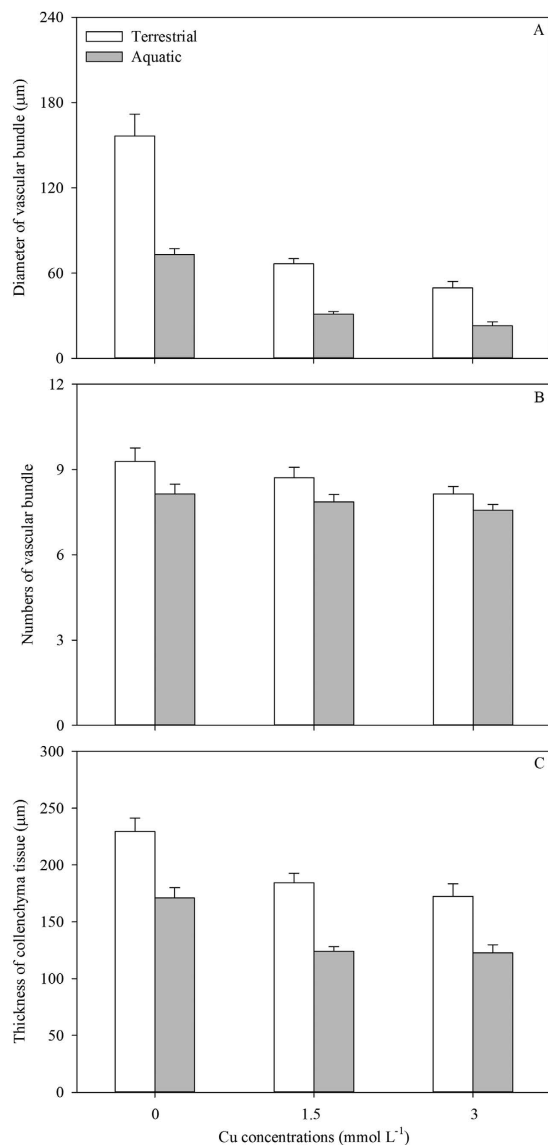 A
Terrestrial
Aquatic
240
180
120
60
0
Diameter of vascular bundle (µm)
B
12
9
6
3
0
Numbers of vascular bundle
C
300
250
200
150
100
50
0
Thickness of collenchyma tissue (µm)
0 1.5 3
Cu concentrations (mmol L⁻¹)